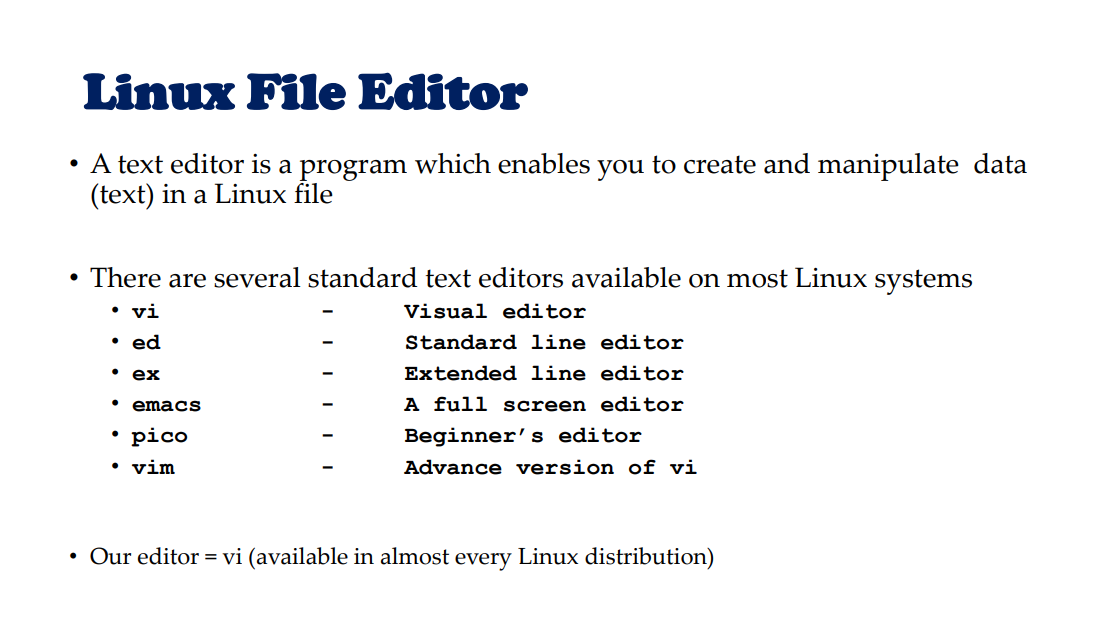 Linux File Editor
• A text editor is a program which enables you to create and manipulate  data
(text) in a Linux file
• There are several standard text editors available on most Linux systems
• vi – Visual editor
• ed – Standard line editor
• ex – Extended line editor
• emacs – A full screen editor
• pico – Beginner’s editor
• vim – Advance version of vi
• Our editor = vi (available in almost every Linux distribution)